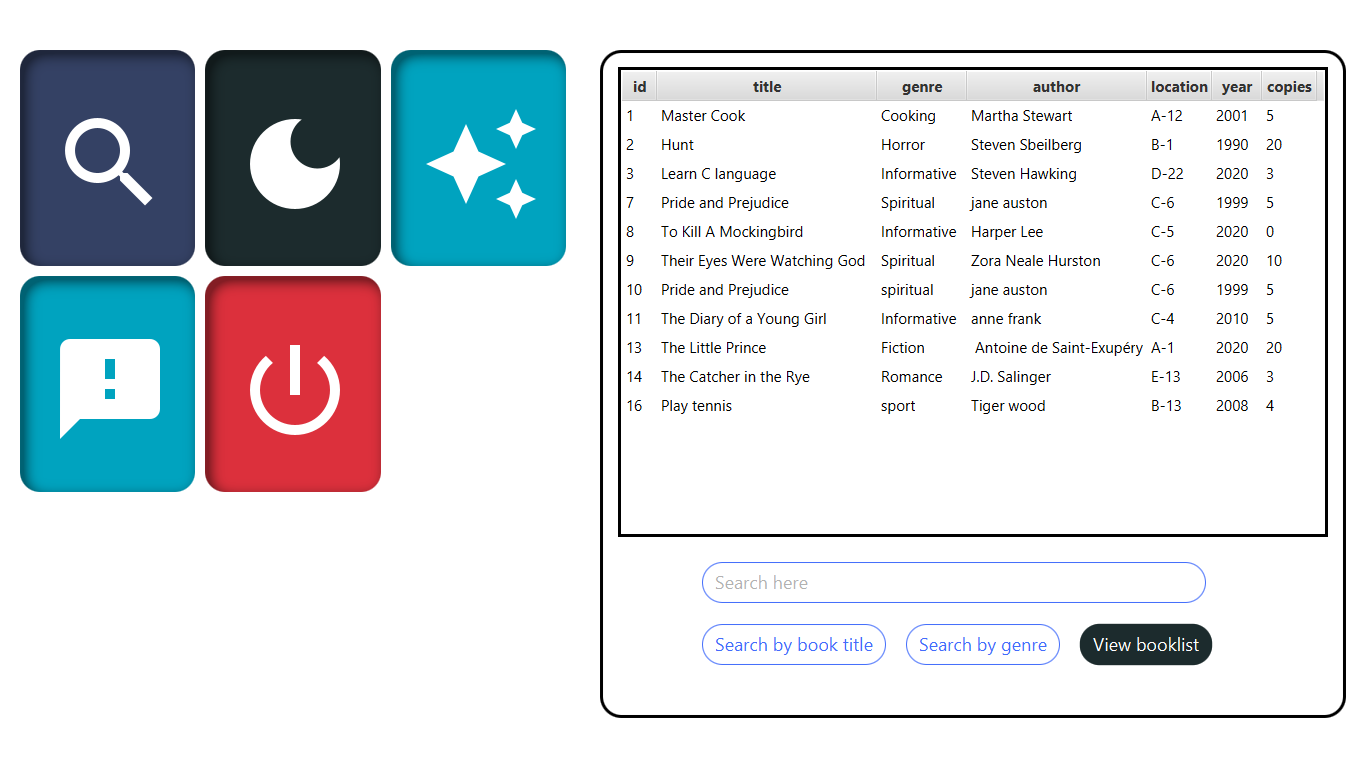 id title genre author location year copies
1 Master Cook Cooking Martha Stewart A-12 2001 5
2 Hunt Horror Steven Sbeilberg B-1 1990 20
3 Learn C language Informative Steven Hawking D-22 2020 3
7 Pride and Prejudice Spiritual jane auston C-6 1999 5
8 To Kill A Mockingbird Informative Harper Lee C-5 2020 0
9 Their Eyes Were Watching God Spiritual Zora Neale Hurston C-6 2020 10
10 Pride and Prejudice spiritual jane auston C-6 1999 5
11 The Diary of a Young Girl Informative anne frank C-4 2010 5
13 The Little Prince Fiction Antoine de Saint-Exupéry A-1 2020 20
14 The Catcher in the Rye Romance J.D. Salinger E-13 2006 3
16 Play tennis sport Tiger wood B-13 2008 4
Search here
Search by book title Search by genre View booklist